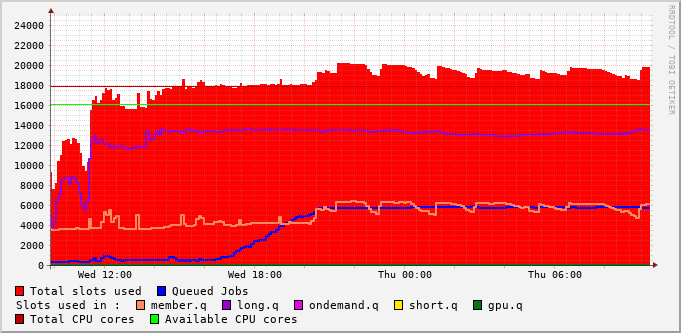 RRDTOOL / TOBI OETIKER
24000
22000
20000
18000
16000
14000
12000
10000
8000
6000
4000
2000
0
Wed 12:00 Wed 18:00 Thu 00:00 Thu 06:00
Total slots used Queued Jobs
Slots used in : member.q long.q ondemand.q short.q gpu.q
Total CPU cores Available CPU cores